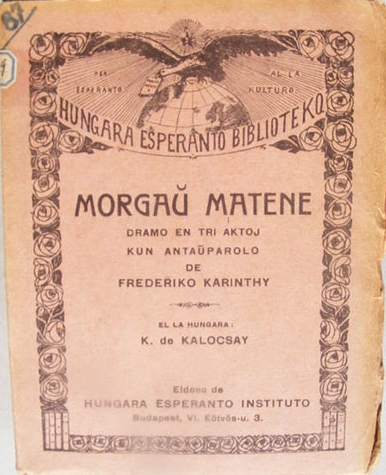 87
PER ESPERANTO
AL LA KULTURO
HUNGARA ESPERANTO BIBLIOTEKO
MORGAŬ MATENE
DRAMO EN TRI AKTOJ
KUN ANTAŬPAROLO
DE
FREDERIKO KARINTHY
EL LA HUNGARA:
K. de KALOCSAY
Eldono de
HUNGARA ESPERANTO INSTITUTO
Budapest, VI. Eötvös-u. 3.